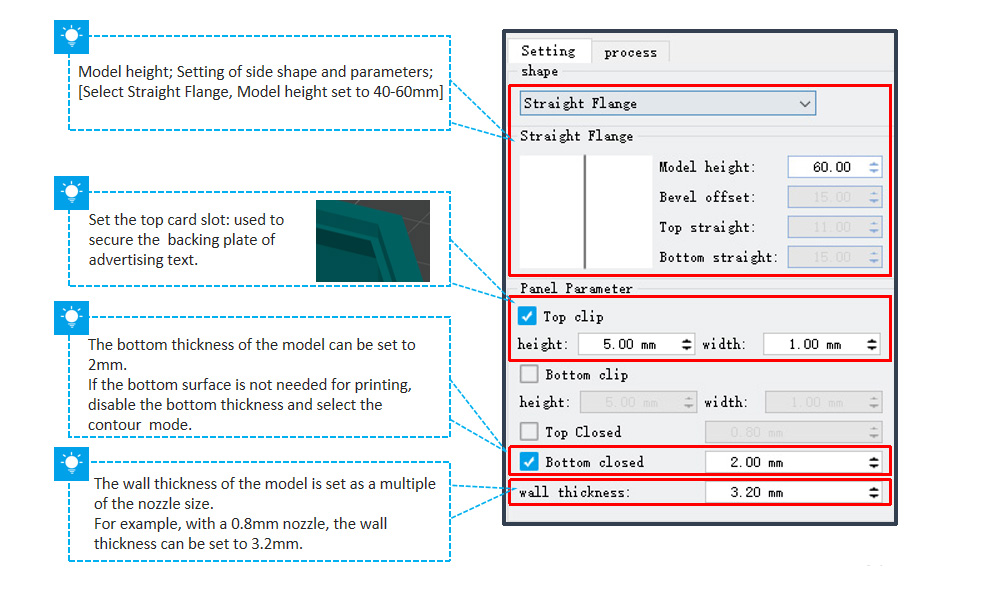 Model height; Setting of side shape and parameters;
[Select Straight Flange, Model height set to 40-60mm]
Set the top card slot: used to
secure the backing plate of
advertising text.
The bottom thickness of the model can be set to
2mm.
If the bottom surface is not needed for printing,
disable the bottom thickness and select the
contour mode.
The wall thickness of the model is set as a multiple
of the nozzle size.
For example, with a 0.8mm nozzle, the wall
thickness can be set to 3.2mm.
Setting process
shape
Straight Flange
Straight Flange
Model height: 60.00
Bevel offset: 15.00
Top straight: 11.00
Bottom straight: 15.00
Panel Parameter
Top clip
height: 5.00 mm width: 1.00 mm
Bottom clip
height: 5.00 mm width: 1.00 mm
Top Closed 0.80 mm
Bottom closed 2.00 mm
wall thickness: 3.20 mm